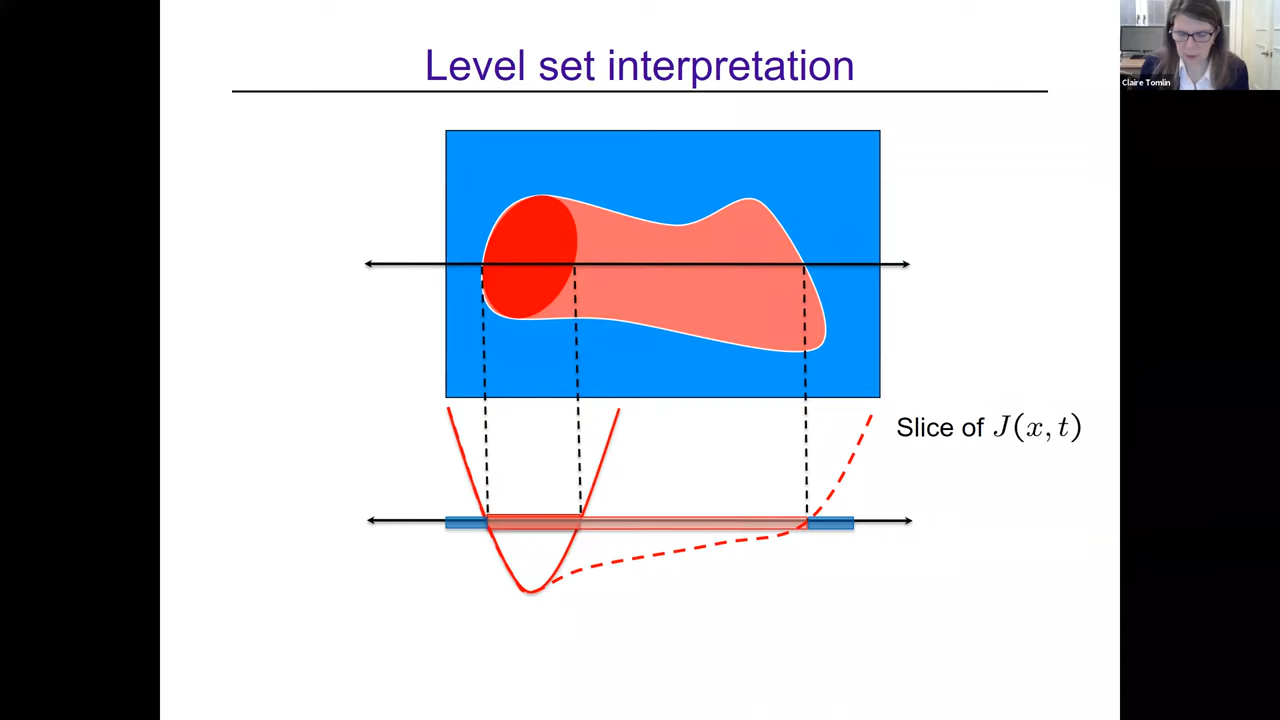 Level set interpretation
Claire Tomlin
Slice of J(x, t)